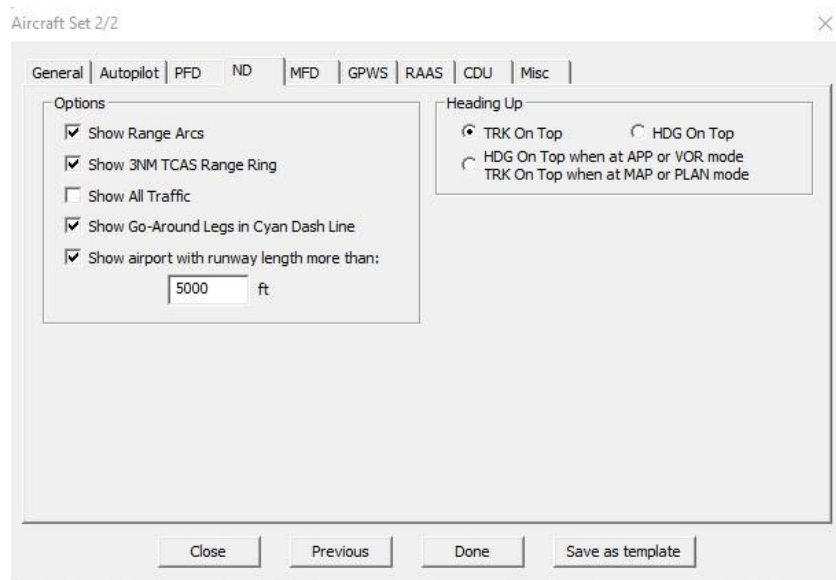 Aircraft Set 2/2
General Autopilot PFD ND MFD GPWS RAAS CDU Misc
Options
Show Range Arcs
Show 3NM TCAS Range Ring
Show All Traffic
Show Go-Around Legs in Cyan Dash Line
Show airport with runway length more than:
5000 ft
Heading Up
TRK On Top HDG On Top
HDG On Top when at APP or VOR mode
TRK On Top when at MAP or PLAN mode
Close Previous Done Save as template